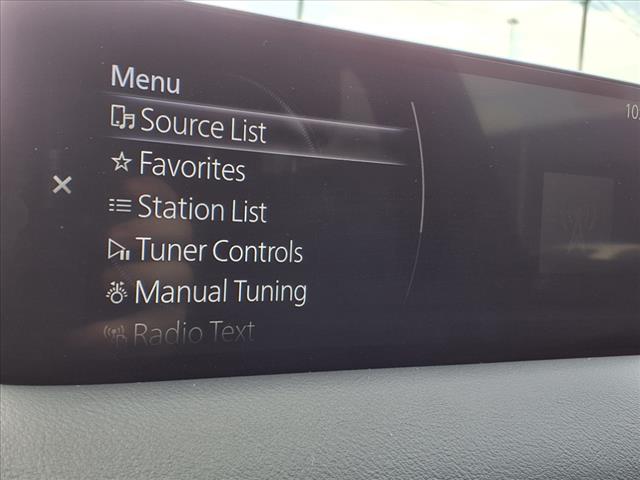 Menu
Source List
Favorites
Station List
Tuner Controls
Manual Tuning
Radio Text